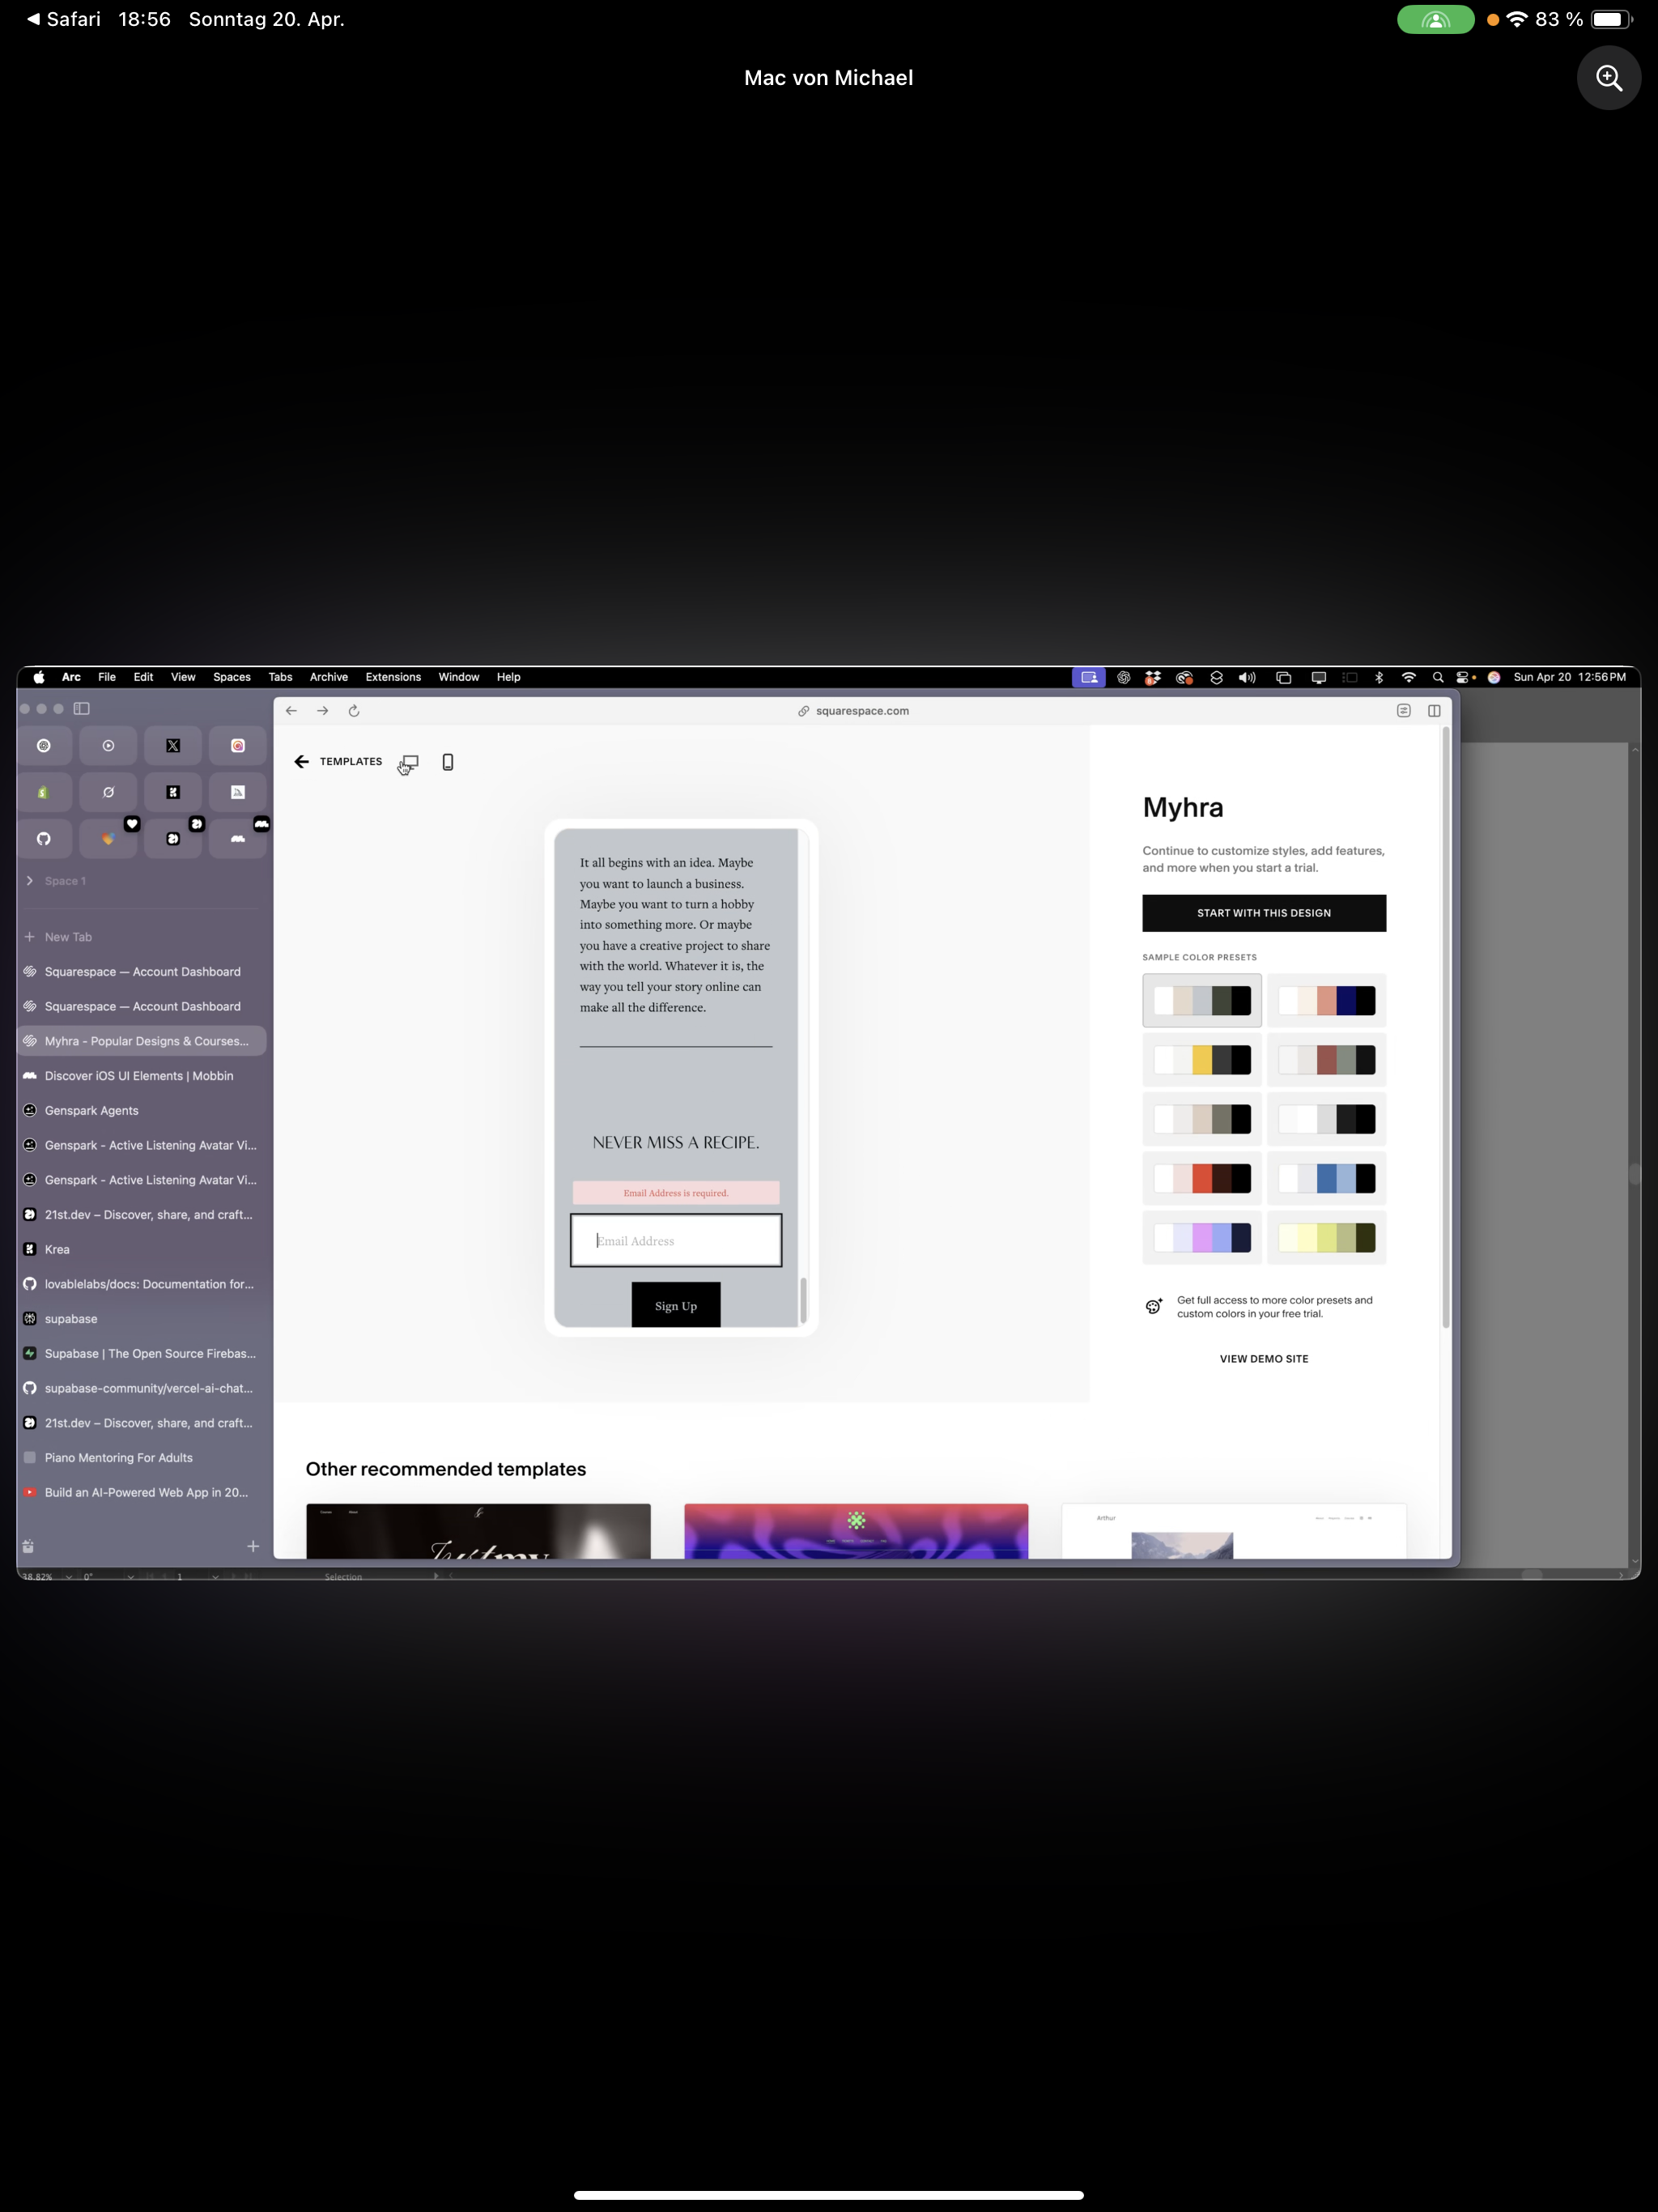 Safari 18:56 Sonntag 20. Apr.
83 %
Mac von Michael
Arc File Edit View Spaces Tabs Archive Extensions Window Help
Sun Apr 20 12:56 PM
squarespace.com
TEMPLATES
Space 1
New Tab
Squarespace — Account Dashboard
Squarespace — Account Dashboard
Myhra - Popular Designs & Courses...
Discover iOS UI Elements | Mobbin
Genspark Agents
Genspark - Active Listening Avatar Vi...
Genspark - Active Listening Avatar Vi...
21st.dev – Discover, share, and craft...
Krea
lovablelabs/docs: Documentation for...
supabase
Supabase | The Open Source Firebas...
supabase-community/vercel-ai-chat...
21st.dev – Discover, share, and craft...
Piano Mentoring For Adults
Build an AI-Powered Web App in 20...
It all begins with an idea. Maybe
you want to launch a business.
Maybe you want to turn a hobby
into something more. Or maybe
you have a creative project to share
with the world. Whatever it is, the
way you tell your story online can
make all the difference.
NEVER MISS A RECIPE.
Email Address is required.
Email Address
Sign Up
Myhra
Continue to customize styles, add features,
and more when you start a trial.
START WITH THIS DESIGN
SAMPLE COLOR PRESETS
Get full access to more color presets and
custom colors in your free trial.
VIEW DEMO SITE
Other recommended templates
Arthur
38.82% 0° 1 Selection